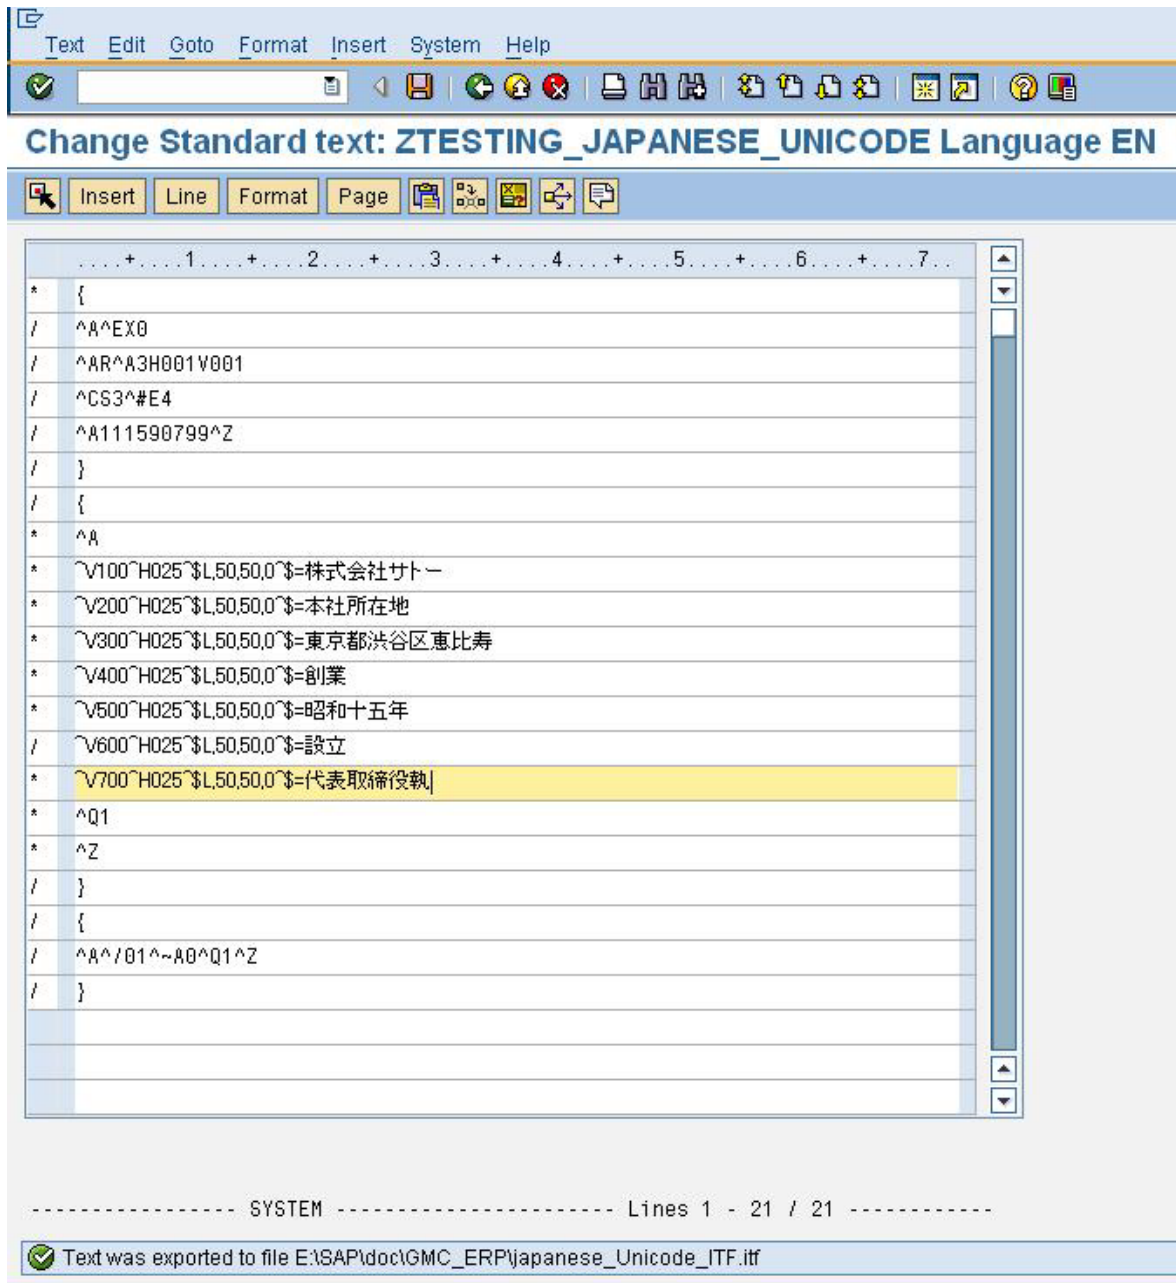 Text Edit Goto Format Insert System Help
Change Standard text: ZTESTING_JAPANESE_UNICODE Language EN
Insert Line Format Page
....+....1....+....2....+....3....+....4....+....5....+....6....+....7..
* {
/ ^A^EX0
/ ^AR^A3H001V001
/ ^CS3^#E4
/ ^A111590799^Z
/ }
/ {
* ^A
* ^V100^H025^$L,50,50,0^$=株式会社サトー
* ^V200^H025^$L,50,50,0^$=本社所在地
* ^V300^H025^$L,50,50,0^$=東京都渋谷区恵比寿
* ^V400^H025^$L,50,50,0^$=創業
* ^V500^H025^$L,50,50,0^$=昭和十五年
/ ^V600^H025^$L,50,50,0^$=設立
* ^V700^H025^$L,50,50,0^$=代表取締役執
* ^Q1
* ^Z
/ }
/ {
/ ^A^/01^~A0^Q1^Z
/ }
----------------- SYSTEM ----------------------- Lines 1 - 21 / 21 ------------
Text was exported to file E:\SAP\doc\GMC_ERP\japanese_Unicode_ITF.itf